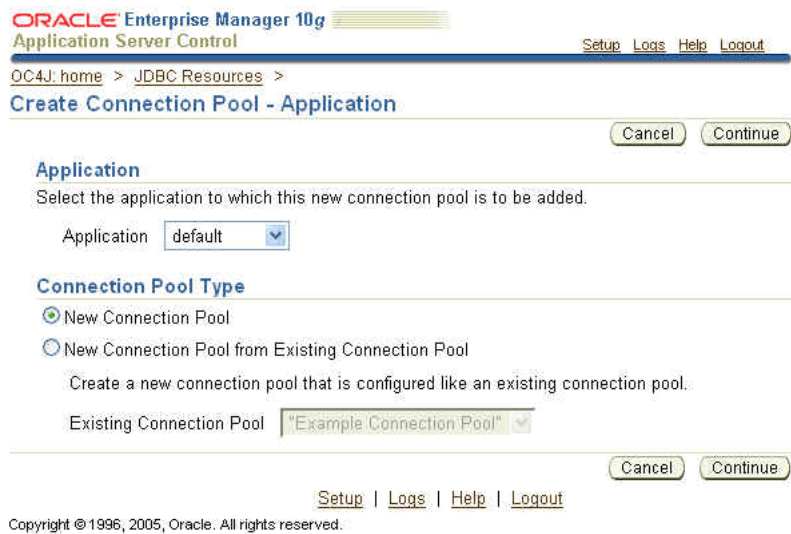 ORACLE Enterprise Manager 10g
Application Server Control
Setup Logs Help Logout
OC4J: home > JDBC Resources >
Create Connection Pool - Application
Cancel Continue
Application
Select the application to which this new connection pool is to be added.
Application default
Connection Pool Type
New Connection Pool
New Connection Pool from Existing Connection Pool
Create a new connection pool that is configured like an existing connection pool.
Existing Connection Pool "Example Connection Pool"
Cancel Continue
Setup | Logs | Help | Logout
Copyright © 1996, 2005, Oracle. All rights reserved.